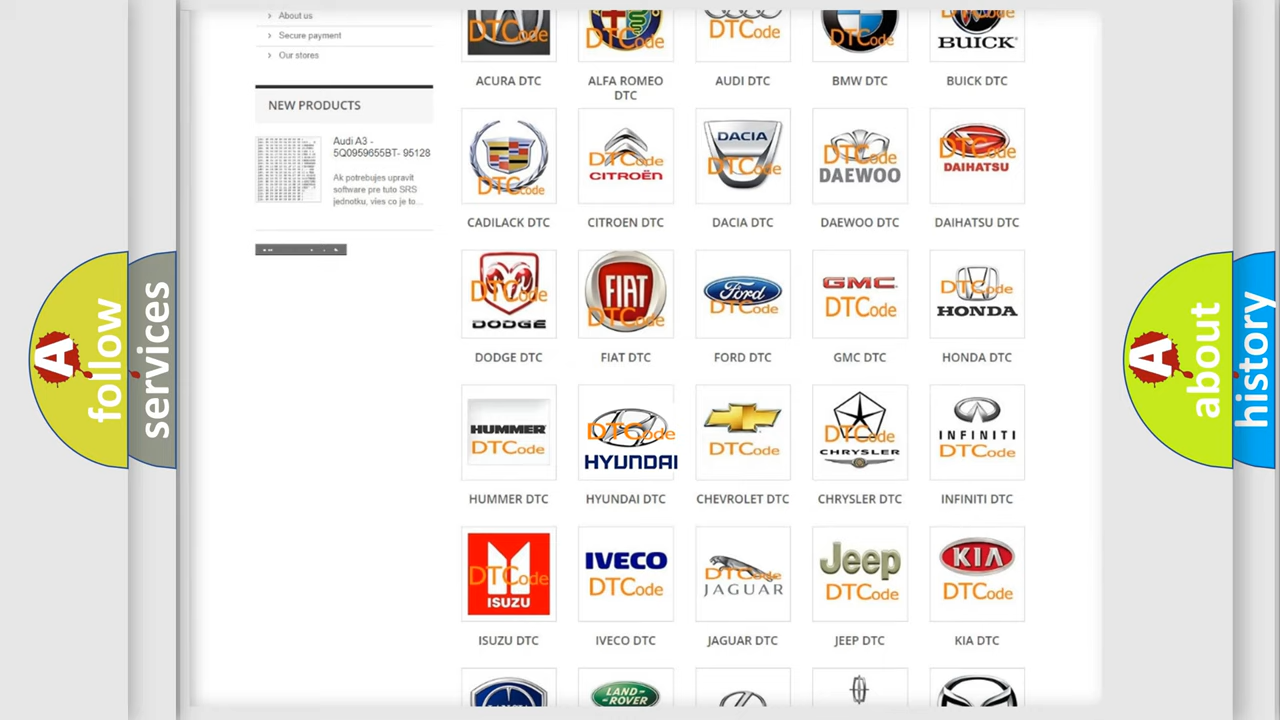 About us
Secure payment
Our stores
NEW PRODUCTS
Audi A3 -
5Q0959655BT- 95128
Ak potrebujes upravit
software pre tuto SRS
jednotku, vies co je to...
DTCode DTCode DTCode DTCode BUICK
ACURA DTC ALFA ROMEO DTC AUDI DTC BMW DTC BUICK DTC
DTCode DTCode CITROËN DACIA DTCode DTCode DAEWOO DTCode DAIHATSU
CADILACK DTC CITROEN DTC DACIA DTC DAEWOO DTC DAIHATSU DTC
DTCode DODGE FIAT DTCode Ford DTCode GMC DTCode DTCode HONDA
DODGE DTC FIAT DTC FORD DTC GMC DTC HONDA DTC
HUMMER DTCode DTCode HYUNDAI DTCode DTCode CHRYSLER INFINITI DTCode
HUMMER DTC HYUNDAI DTC CHEVROLET DTC CHRYSLER DTC INFINITI DTC
DTCode ISUZU IVECO DTCode DTCode JAGUAR Jeep DTCode KIA DTCode
ISUZU DTC IVECO DTC JAGUAR DTC JEEP DTC KIA DTC
LAND-
ROVER
A follow
services
A about
history